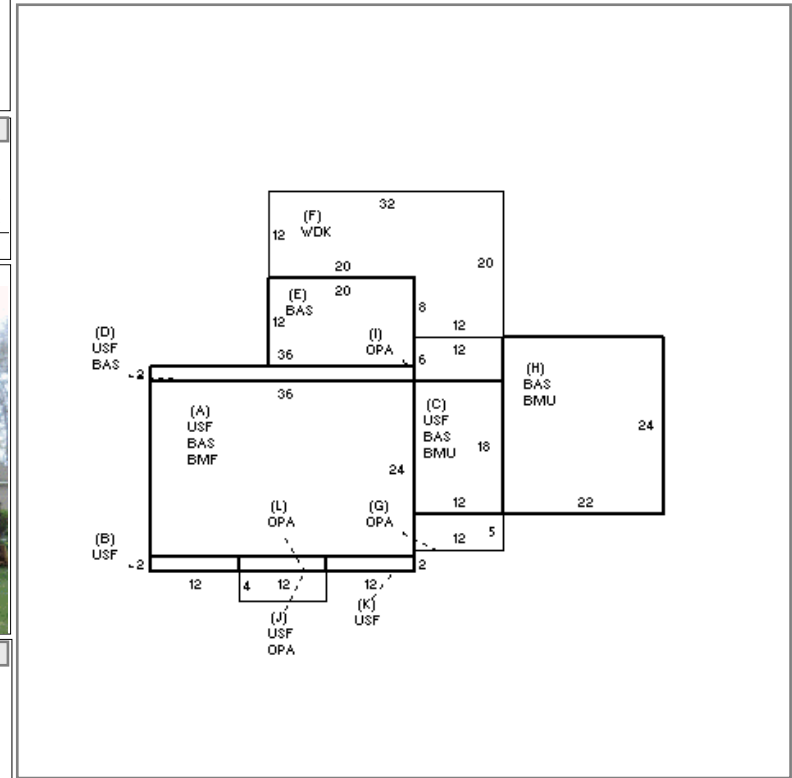 32
(F)
WDK
12
20
20
20
(E)
BAS
12
8
(D)
USF
BAS
(I)
OPA
12
12
36
6
2
(H)
BAS
BMU
36
(A)
USF
BAS
BMF
(C)
USF
BAS
BMU
18
24
24
(L)
OPA
(G)
OPA
12
22
(B)
USF
5
12
2
2
12
4
12
12
(K)
USF
(J)
USF
OPA